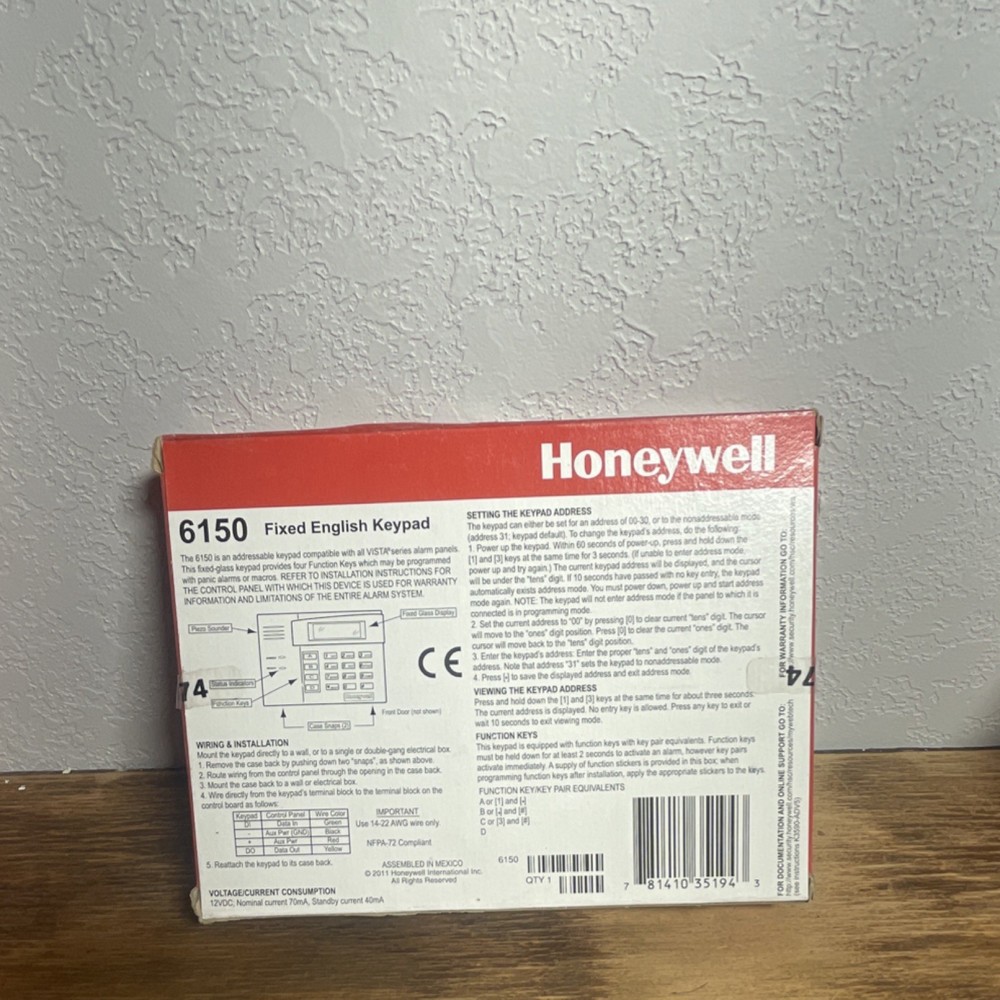 Honeywell
6150 Fixed English Keypad
The 6150 is an addressable keypad compatible with all VISTA® series alarm panels.
This fixed-glass keypad provides four Function Keys which may be programmed
with panic alarms or macros. REFER TO INSTALLATION INSTRUCTIONS FOR
THE CONTROL PANEL WITH WHICH THIS DEVICE IS USED FOR WARRANTY
INFORMATION AND LIMITATIONS OF THE ENTIRE ALARM SYSTEM.
Piezo Sounder
Fixed Glass Display
Status Indicators
Function Keys
Front Door (not shown)
Case Snaps (2)
CE
74
WIRING & INSTALLATION
Mount the keypad directly to a wall, or to a single or double-gang electrical box.
1. Remove the case back by pushing down two "snaps", as shown above.
2. Route wiring from the control panel through the opening in the case back.
3. Mount the case back to a wall or electrical box.
4. Wire directly from the keypad's terminal block to the terminal block on the
control board as follows:
Keypad Control Panel Wire Color
DI Data In Green
- Aux Pwr (GND) Black
+ Aux Pwr Red
DO Data Out Yellow
IMPORTANT
Use 14-22 AWG wire only.
NFPA-72 Compliant
5. Reattach the keypad to its case back.
ASSEMBLED IN MEXICO
© 2011 Honeywell International Inc.
All Rights Reserved
VOLTAGE/CURRENT CONSUMPTION
12VDC; Nominal current 70mA, Standby current 40mA
SETTING THE KEYPAD ADDRESS
The keypad can either be set for an address of 00-30, or to the nonaddressable mode
(address 31; keypad default). To change the keypad's address, do the following:
1. Power up the keypad. Within 60 seconds of power-up, press and hold down the
[1] and [3] keys at the same time for 3 seconds. (If unable to enter address mode,
power up and try again.) The current keypad address will be displayed, and the cursor
will be under the "tens" digit. If 10 seconds have passed with no key entry, the keypad
automatically exists address mode. You must power down, power up and start address
mode again. NOTE: The keypad will not enter address mode if the panel to which it is
connected is in programming mode.
2. Set the current address to "00" by pressing [0] to clear current "tens" digit. The cursor
will move to the "ones" digit position. Press [0] to clear the current "ones" digit. The
cursor will move back to the "tens" digit position.
3. Enter the keypad's address: Enter the proper "tens" and "ones" digit of the keypad's
address. Note that address "31" sets the keypad to nonaddressable mode.
4. Press [*] to save the displayed address and exit address mode.
VIEWING THE KEYPAD ADDRESS
Press and hold down the [1] and [3] keys at the same time for about three seconds.
The current address is displayed. No entry key is allowed. Press any key to exit or
wait 10 seconds to exit viewing mode.
FUNCTION KEYS
This keypad is equipped with function keys with key pair equivalents. Function keys
must be held down for at least 2 seconds to activate an alarm, however key pairs
activate immediately. A supply of function stickers is provided in this box; when
programming function keys after installation, apply the appropriate stickers to the keys.
FUNCTION KEY/KEY PAIR EQUIVALENTS
A or [1] and [*]
B or [*] and [#]
C or [3] and [#]
D
6150
QTY 1
7 81410 35194 3
FOR WARRANTY INFORMATION GO TO:
74
FOR DOCUMENTATION AND ONLINE SUPPORT GO TO:
http://www.security.honeywell.com/hsc/resources/mywebtech